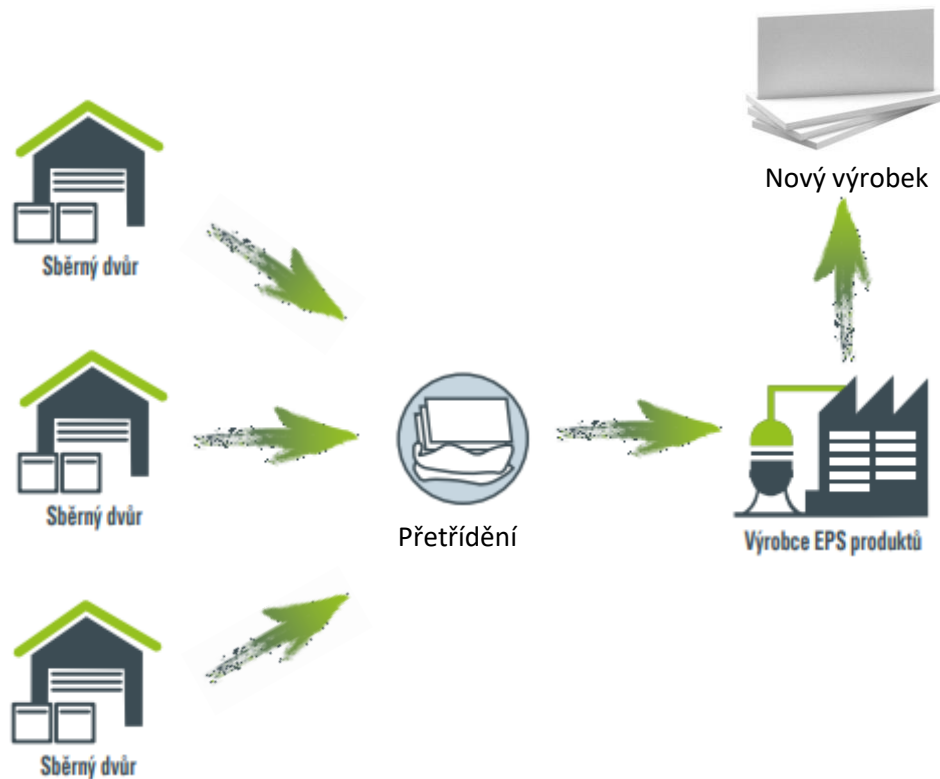 Nový výrobek
Sběrný dvůr
Sběrný dvůr
Přetřídění
Výrobce EPS produktů
Sběrný dvůr